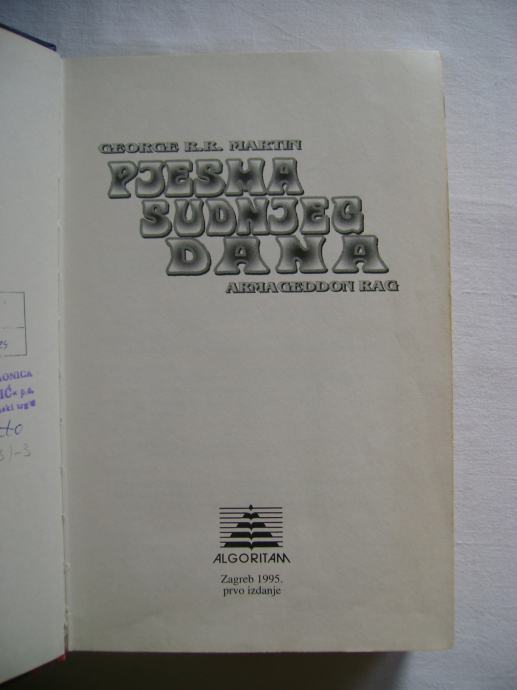 GEORGE R.R. MARTIN
PJESMA
SUDNJEG
DANA
ARMAGEDDON RAG
ALGORITAM
Zagreb 1995.
prvo izdanje